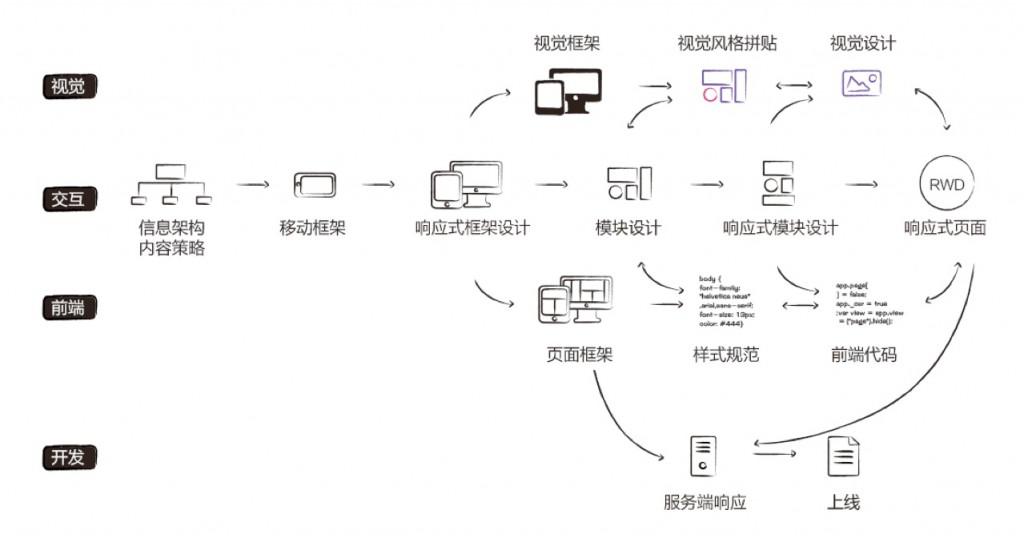 视觉框架
视觉风格拼贴
视觉设计
视觉
交互
RWD
信息架构
内容策略
移动框架
响应式框架设计
模块设计
响应式模块设计
响应式页面
前端
body {
font-family:
"helvetica neue"
,arial,sans-serif;
font-size: 13px;
color: #444}
app.page[
] = false;
app._csr = true
;var view = app.view
= ("page").hide();
页面框架
样式规范
前端代码
开发
服务端响应
上线